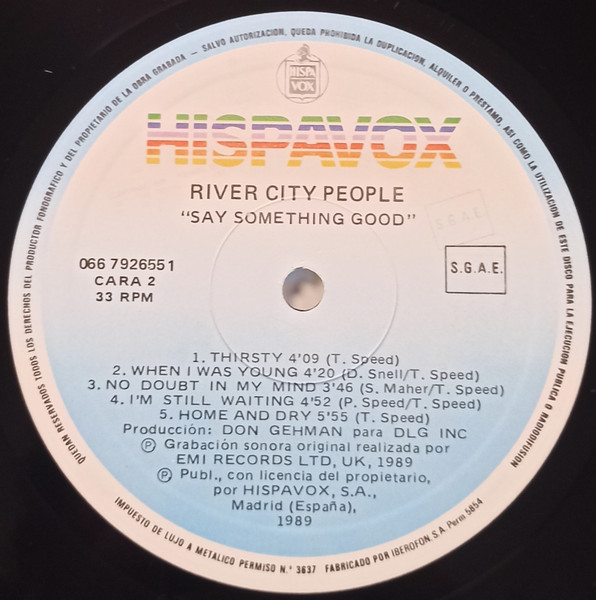 QUEDAN RESERVADOS TODOS LOS DERECHOS DEL PRODUCTOR FONOGRAFICO Y DEL PROPIETARIO DE LA OBRA GRABADA - SALVO AUTORIZACION, QUEDA PROHIBIDA LA DUPLICACION, ALQUILER O PRESTAMO, ASI COMO LA UTILIZACION DE ESTE DISCO PARA LA EJECUCION PUBLICA O RADIODIFUSION
HISPA
VOX
HISPAVOX
RIVER CITY PEOPLE
"SAY SOMETHING GOOD"
S.G.A.E.
066 7926551
CARA 2
33 RPM
S.G.A.E.
1. THIRSTY 4'09 (T. Speed)
2. WHEN I WAS YOUNG 4'20 (D. Snell/T. Speed)
3. NO DOUBT IN MY MIND 3'46 (S. Maher/T. Speed)
4. I'M STILL WAITING 4'52 (P. Speed/T. Speed)
5. HOME AND DRY 5'55 (T. Speed)
Producción: DON GEHMAN para DLG INC
Ⓟ Grabación sonora original realizada por
EMI RECORDS LTD, UK, 1989
Ⓟ Publ., con licencia del propietario,
por HISPAVOX, S.A.,
Madrid (España),
1989
IMPUESTO DE LUJO A METALICO PERMISO N.° 3637 FABRICADO POR IBEROFON, S.A. Perm 5854